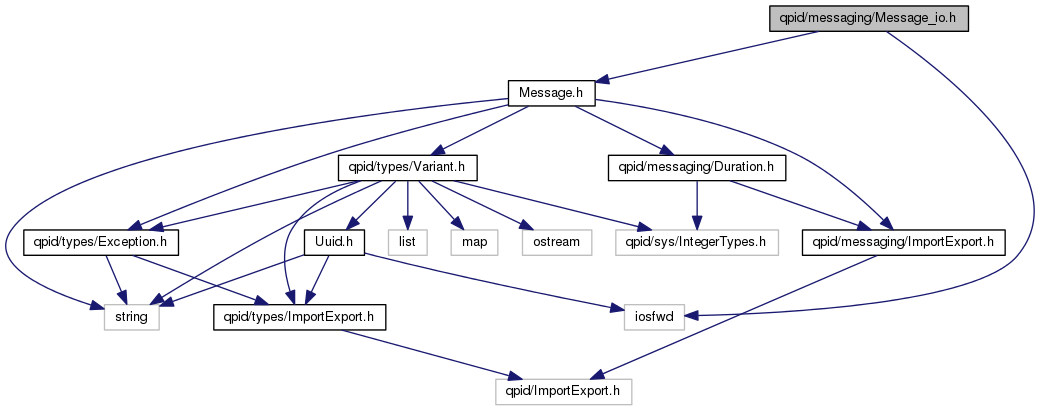 qpid/messaging/Message_io.h
Message.h
qpid/types/Variant.h
qpid/messaging/Duration.h
qpid/types/Exception.h
Uuid.h
list
map
ostream
qpid/sys/IntegerTypes.h
qpid/messaging/ImportExport.h
string
qpid/types/ImportExport.h
iosfwd
qpid/ImportExport.h